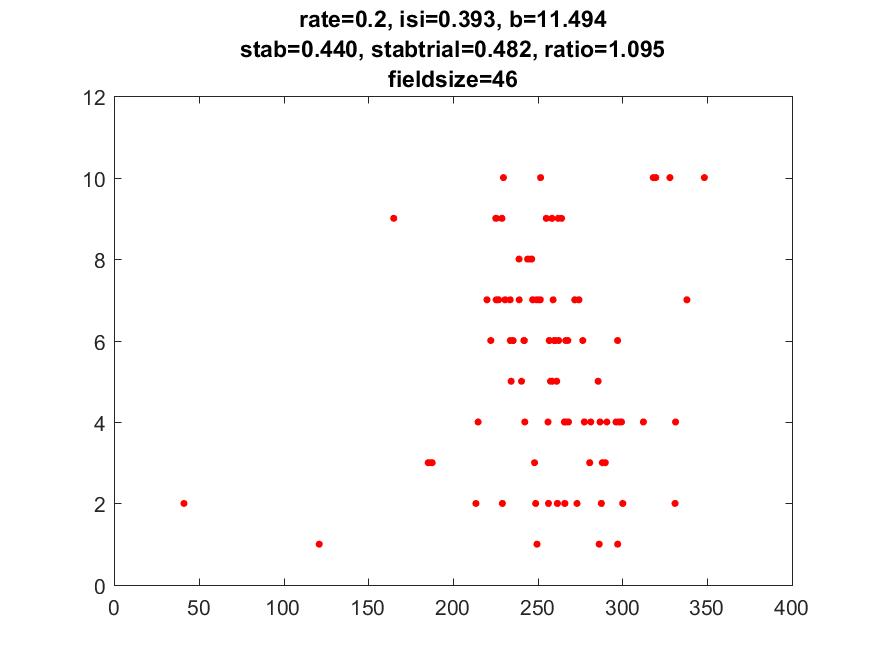 rate=0.2, isi=0.393, b=11.494
stab=0.440, stabtrial=0.482, ratio=1.095
fieldsize=46
12
10
8
6
4
2
0
0 50 100 150 200 250 300 350 400